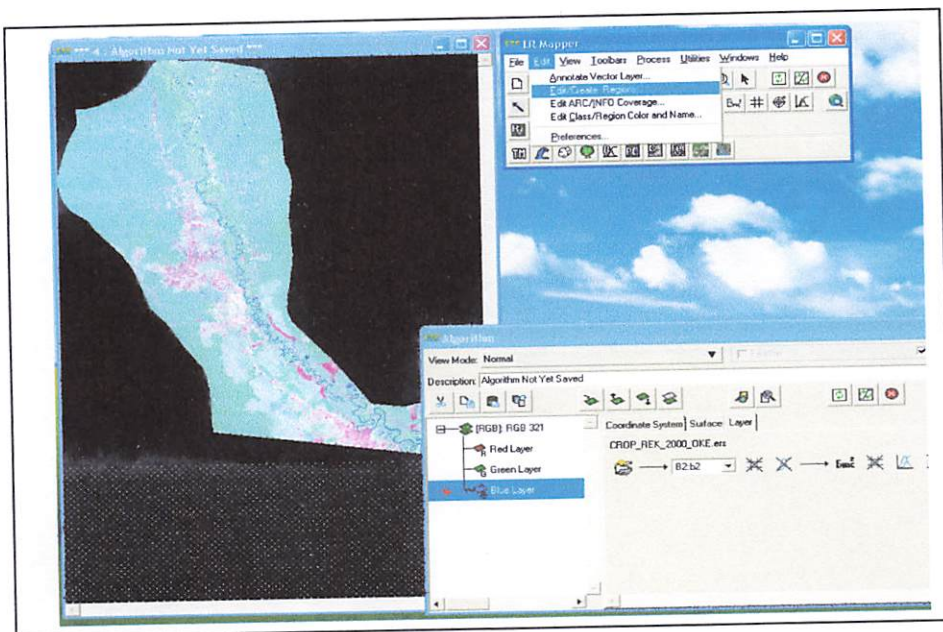 *** 4 : Algorithm Not Yet Saved ***
ER Mapper
File Edit View Toolbars Process Utilities Windows Help
Annotate Vector Layer...
Edit/Create Regions...
Edit ARC/INFO Coverage...
Edit Class/Region Color and Name...
Preferences...
Algorithm
View Mode: Normal
Description: Algorithm Not Yet Saved
[RGB]: RGB 321
Red Layer
Green Layer
Blue Layer
Coordinate System Surface Layer
CROP_REK_2000_OKE.ers
B2:b2